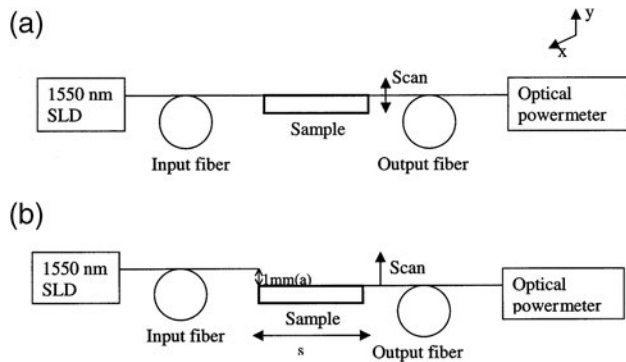 (a)
y
x
1550 nm
SLD
Scan
Optical
powermeter
Sample
Input fiber
Output fiber
(b)
1550 nm
SLD
1mm(a)
Scan
Optical
powermeter
Sample
Input fiber
s
Output fiber